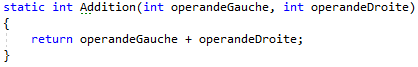 static int Addition(int operandeGauche, int operandeDroite)
{
    return operandeGauche + operandeDroite;
}